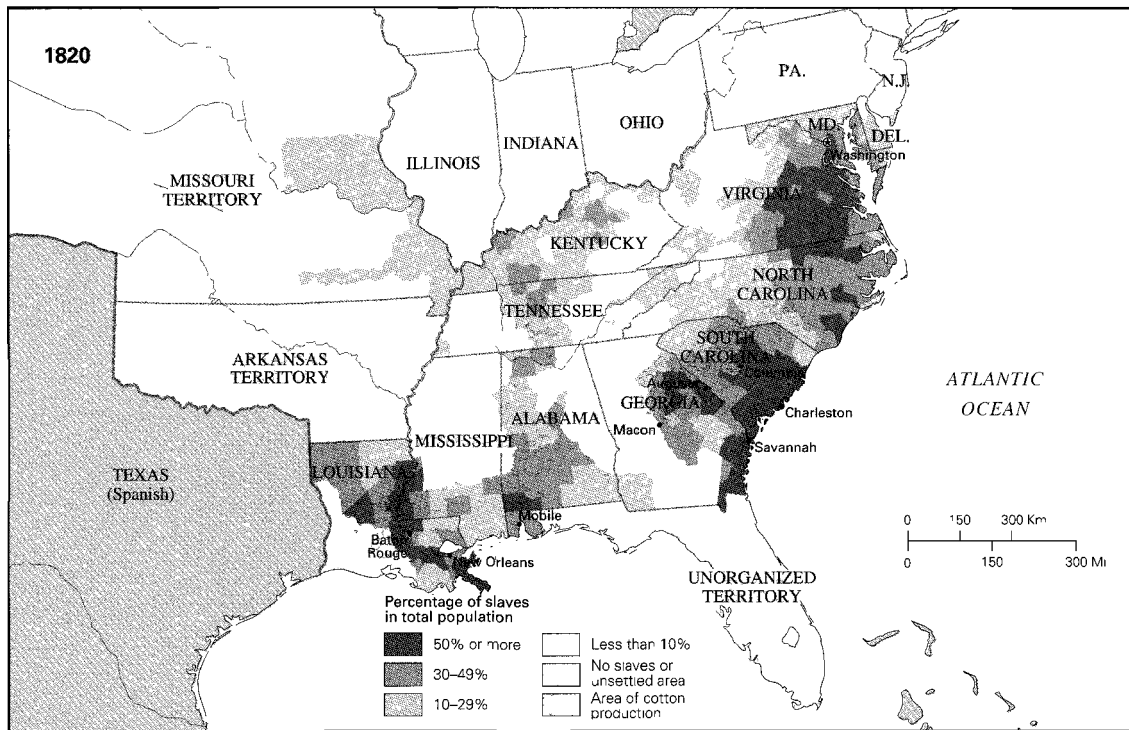 1820
PA.
N.J.
OHIO
MD.
DEL.
INDIANA
ILLINOIS
Washington
MISSOURI
TERRITORY
VIRGINIA
KENTUCKY
NORTH
CAROLINA
TENNESSEE
SOUTH
CAROLINA
ARKANSAS
TERRITORY
Columbia
ATLANTIC
OCEAN
Augusta
GEORGIA
Charleston
ALABAMA
Macon
MISSISSIPPI
Savannah
LOUISIANA
TEXAS
(Spanish)
Mobile
Baton
Rouge
New Orleans
0 150 300 Km
0 150 300 Mi
UNORGANIZED
TERRITORY
Percentage of slaves
in total population
50% or more
30–49%
10–29%
Less than 10%
No slaves or
unsettled area
Area of cotton
production